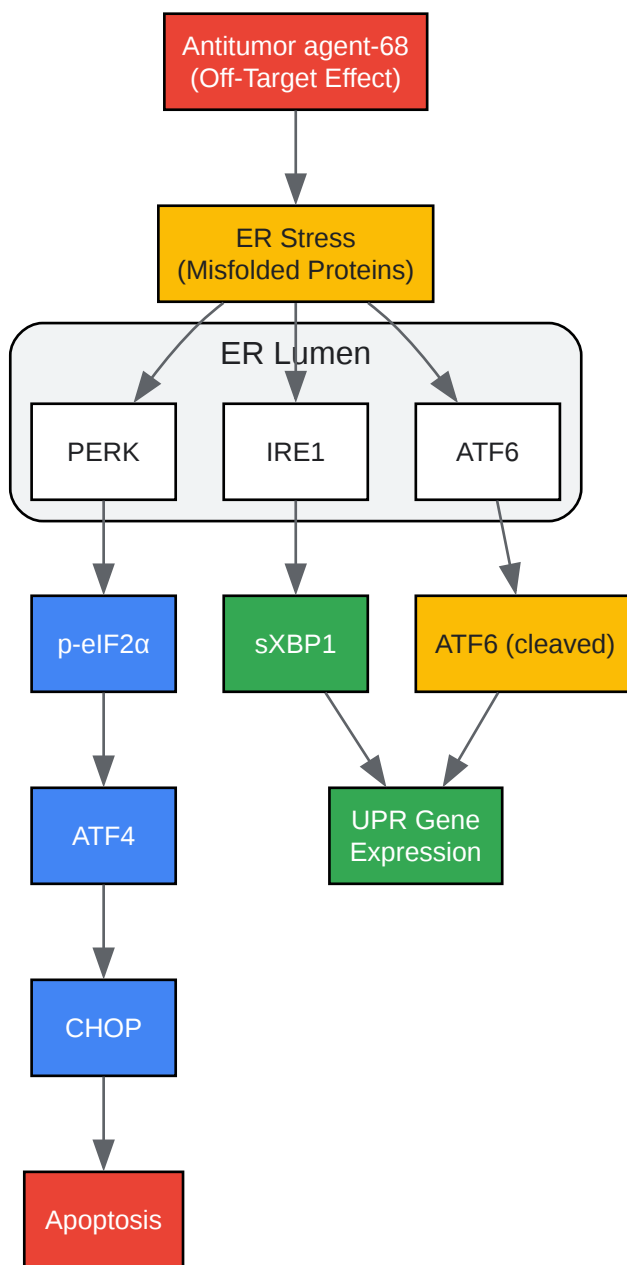 Antitumor agent-68
(Off-Target Effect)
ER Stress
(Misfolded Proteins)
ER Lumen
PERK
IRE1
ATF6
p-eIF2α
sXBP1
ATF6 (cleaved)
ATF4
UPR Gene
Expression
CHOP
Apoptosis